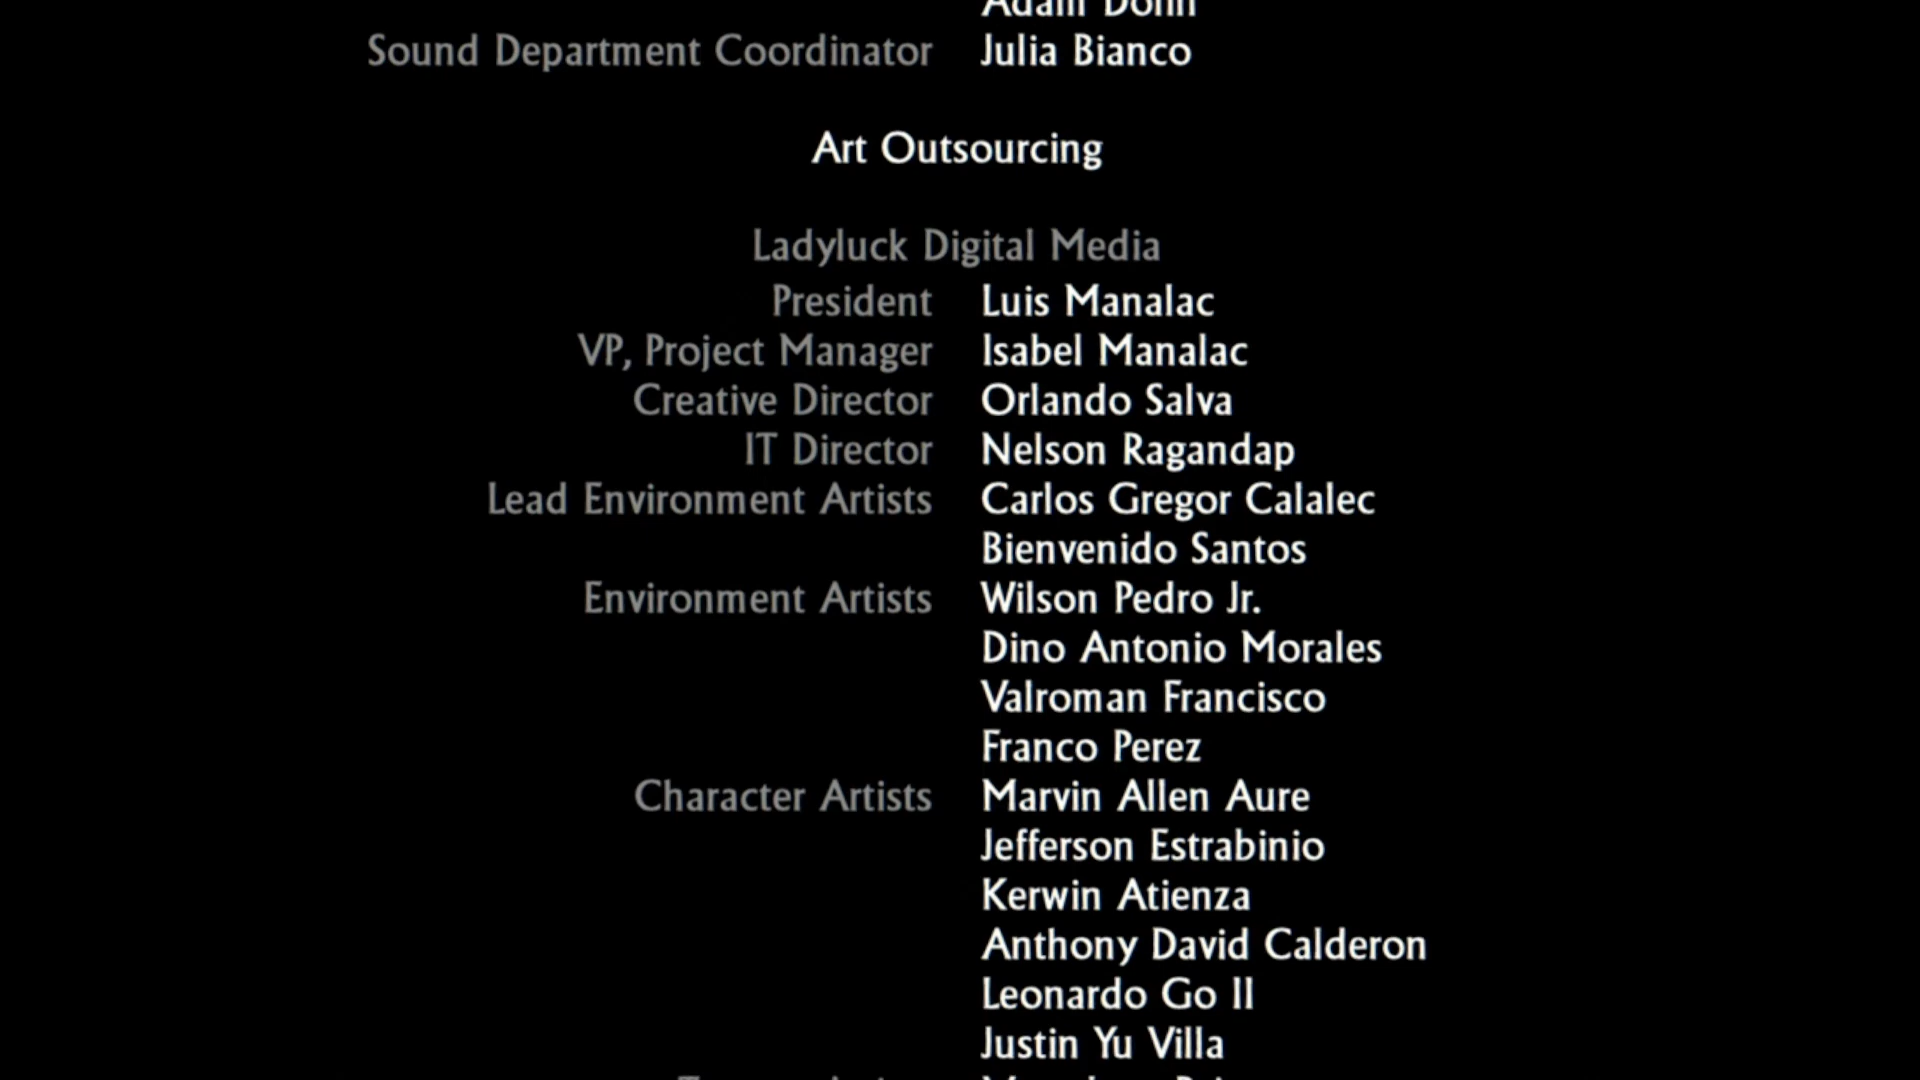 Sound Department Coordinator Julia Bianco
Art Outsourcing
Ladyluck Digital Media
President Luis Manalac
VP, Project Manager Isabel Manalac
Creative Director Orlando Salva
IT Director Nelson Ragandap
Lead Environment Artists Carlos Gregor Calalec
Bienvenido Santos
Environment Artists Wilson Pedro Jr.
Dino Antonio Morales
Valroman Francisco
Franco Perez
Character Artists Marvin Allen Aure
Jefferson Estrabinio
Kerwin Atienza
Anthony David Calderon
Leonardo Go II
Justin Yu Villa